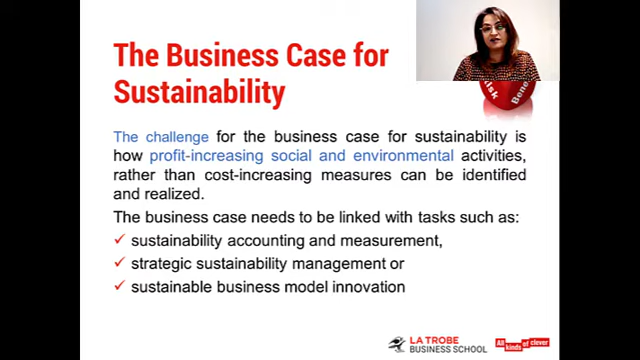 The Business Case for
Sustainability
Risk
Bene
The challenge for the business case for sustainability is
how profit-increasing social and environmental activities,
rather than cost-increasing measures can be identified
and realized.
The business case needs to be linked with tasks such as:
✓ sustainability accounting and measurement,
✓ strategic sustainability management or
✓ sustainable business model innovation
LA TROBE
BUSINESS SCHOOL
All kinds of clever